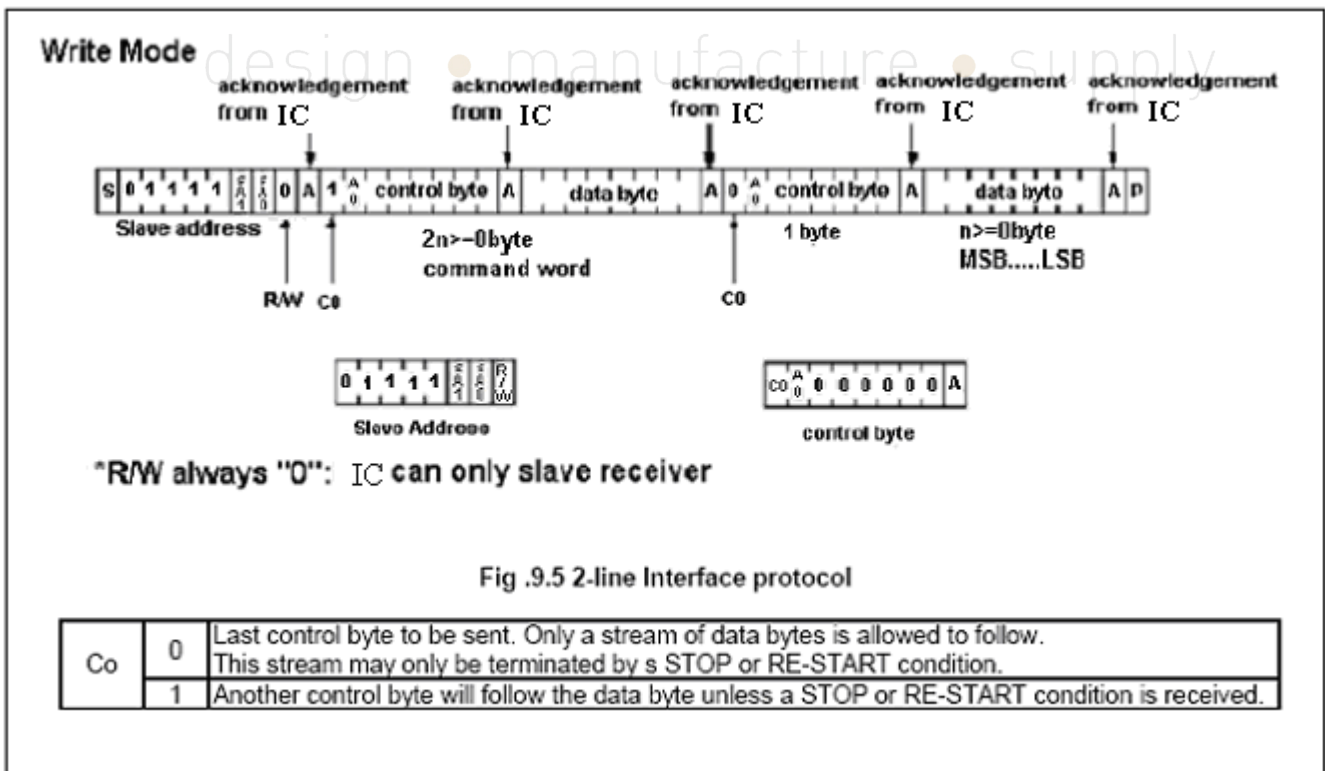 design • manufacture • supply
Write Mode
acknowledgement from IC
acknowledgement from IC
acknowledgement from IC
acknowledgement from IC
acknowledgement from IC
S 0 1 1 1 1 SA1 SA0 0 A 1 A0 control byte A data byto A 0 A0 control byte A data byto A P
Slave address
2n>=0byte
command word
1 byte
n>=0byte
MSB.....LSB
R/W C0
C0
0 1 1 1 1 SA1 SA0 R/W
Slave Address
CO A0 0 0 0 0 0 0 A
control byte
*R/W always "0": IC can only slave receiver
Fig .9.5 2-line Interface protocol
Co
0 Last control byte to be sent. Only a stream of data bytes is allowed to follow.
This stream may only be terminated by s STOP or RE-START condition.
1 Another control byte will follow the data byte unless a STOP or RE-START condition is received.